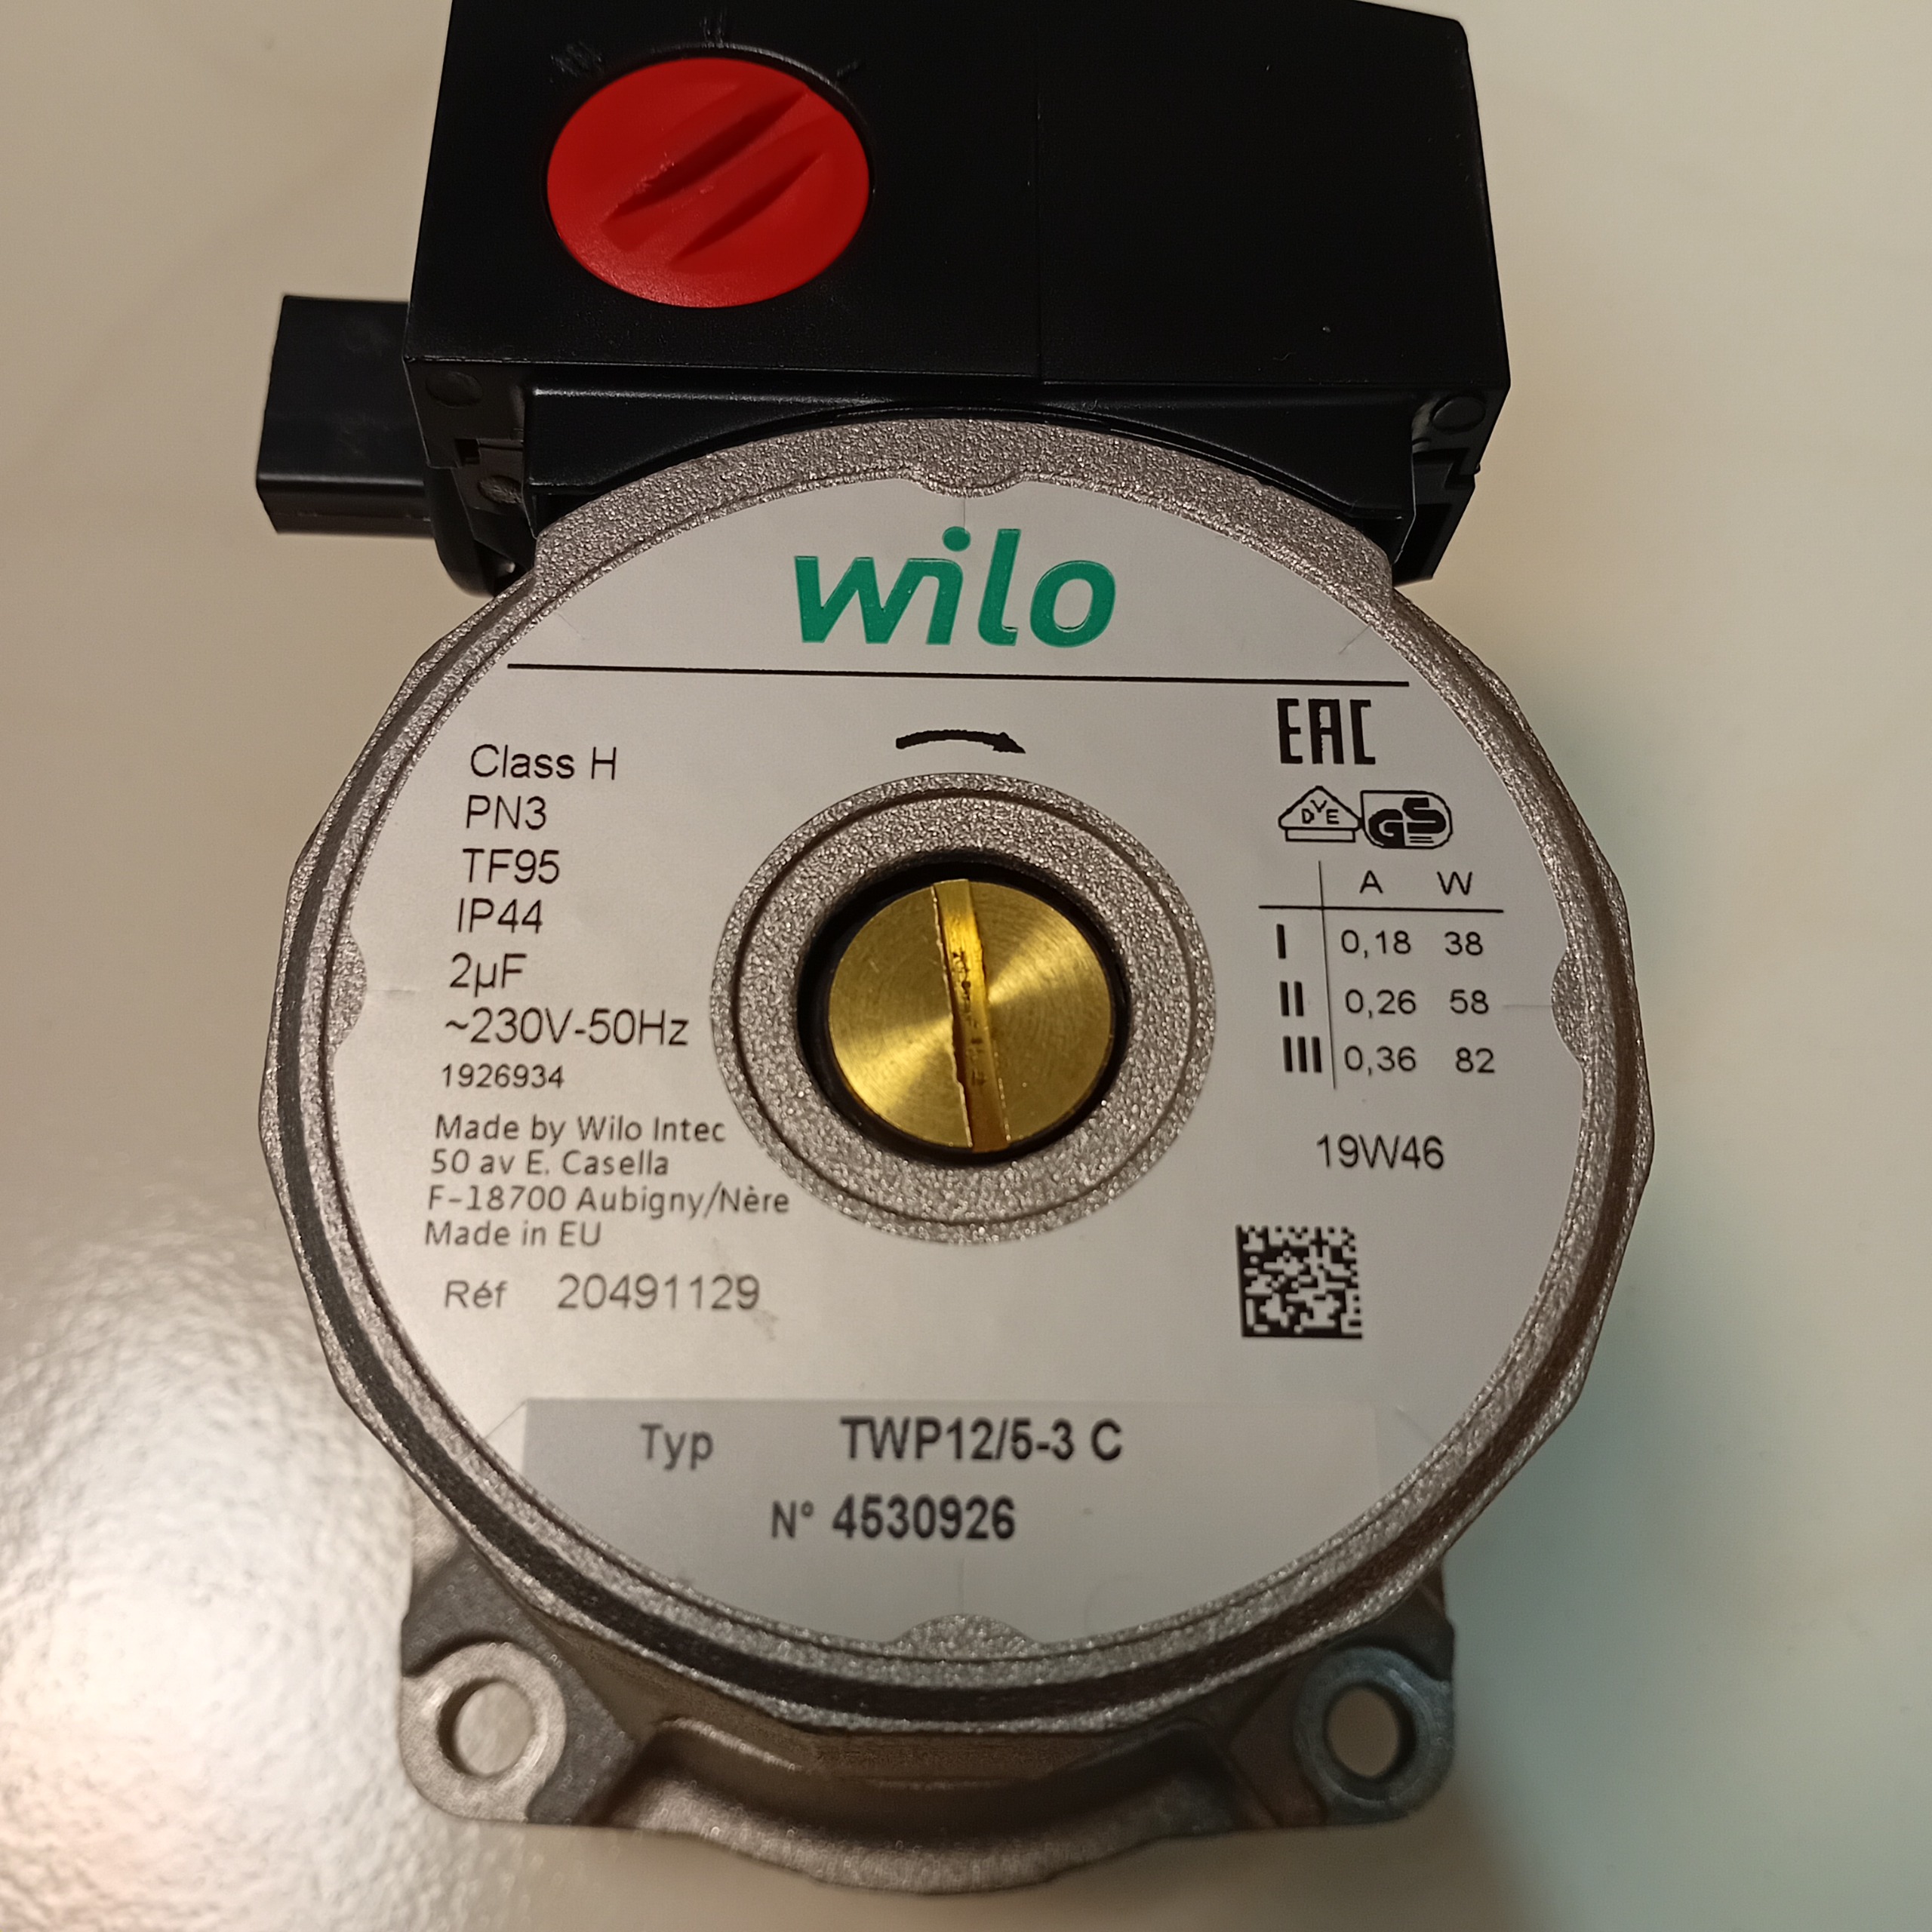 wilo
Class H
PN3
TF95
IP44
2µF
~230V-50Hz
1926934
Made by Wilo Intec
50 av E. Casella
F-18700 Aubigny/Nère
Made in EU
Réf 20491129
EAC
DVE GS
A W
I 0,18 38
II 0,26 58
III 0,36 82
19W46
Typ TWP12/5-3 C
N° 4530926